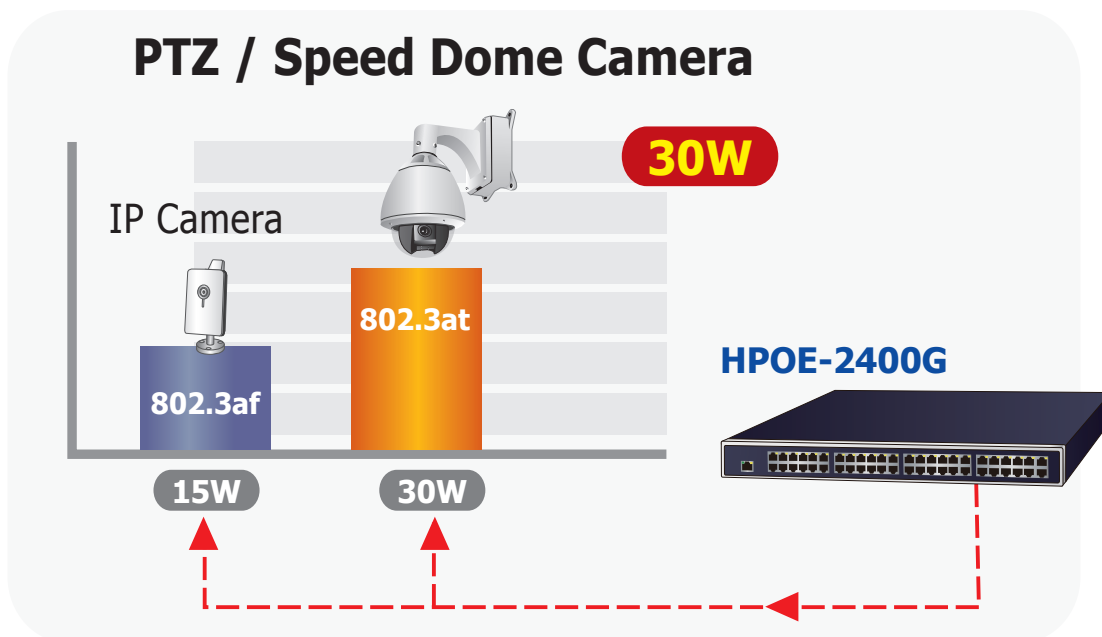 PTZ / Speed Dome Camera
30W
IP Camera
802.3at
HPOE-2400G
802.3af
15W
30W